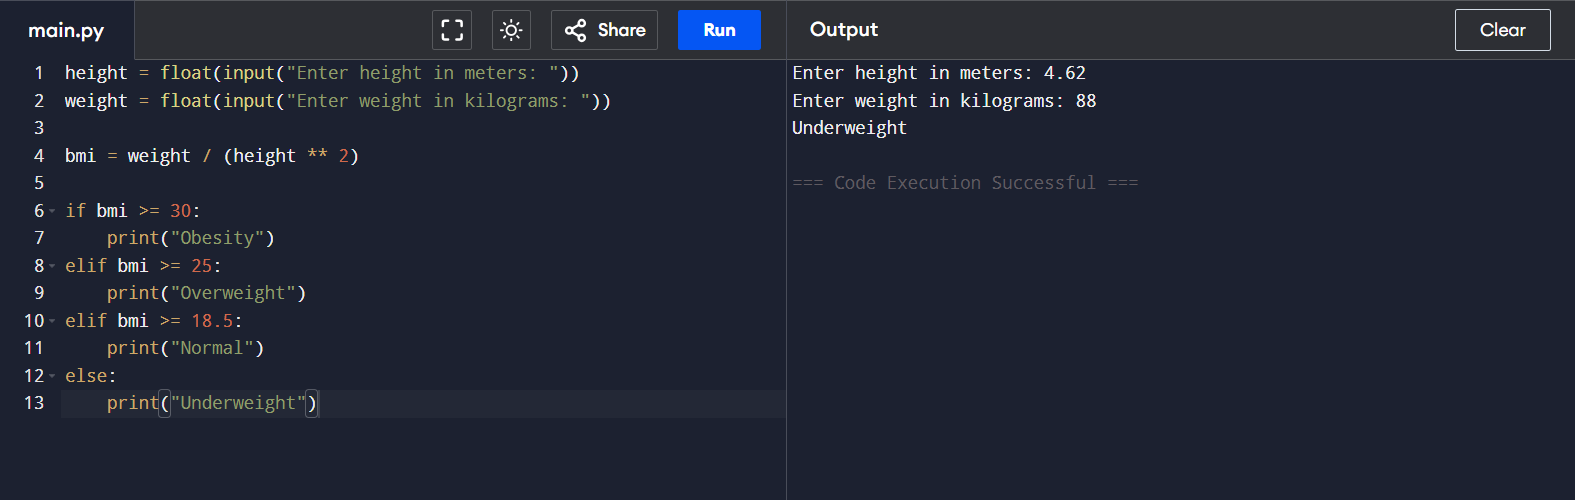 main.py
Share
Run
Output
Clear
1 height = float(input("Enter height in meters: "))
2 weight = float(input("Enter weight in kilograms: "))
3
4 bmi = weight / (height ** 2)
5
6 if bmi >= 30:
7     print("Obesity")
8 elif bmi >= 25:
9     print("Overweight")
10 elif bmi >= 18.5:
11     print("Normal")
12 else:
13     print("Underweight")
Enter height in meters: 4.62
Enter weight in kilograms: 88
Underweight
=== Code Execution Successful ===